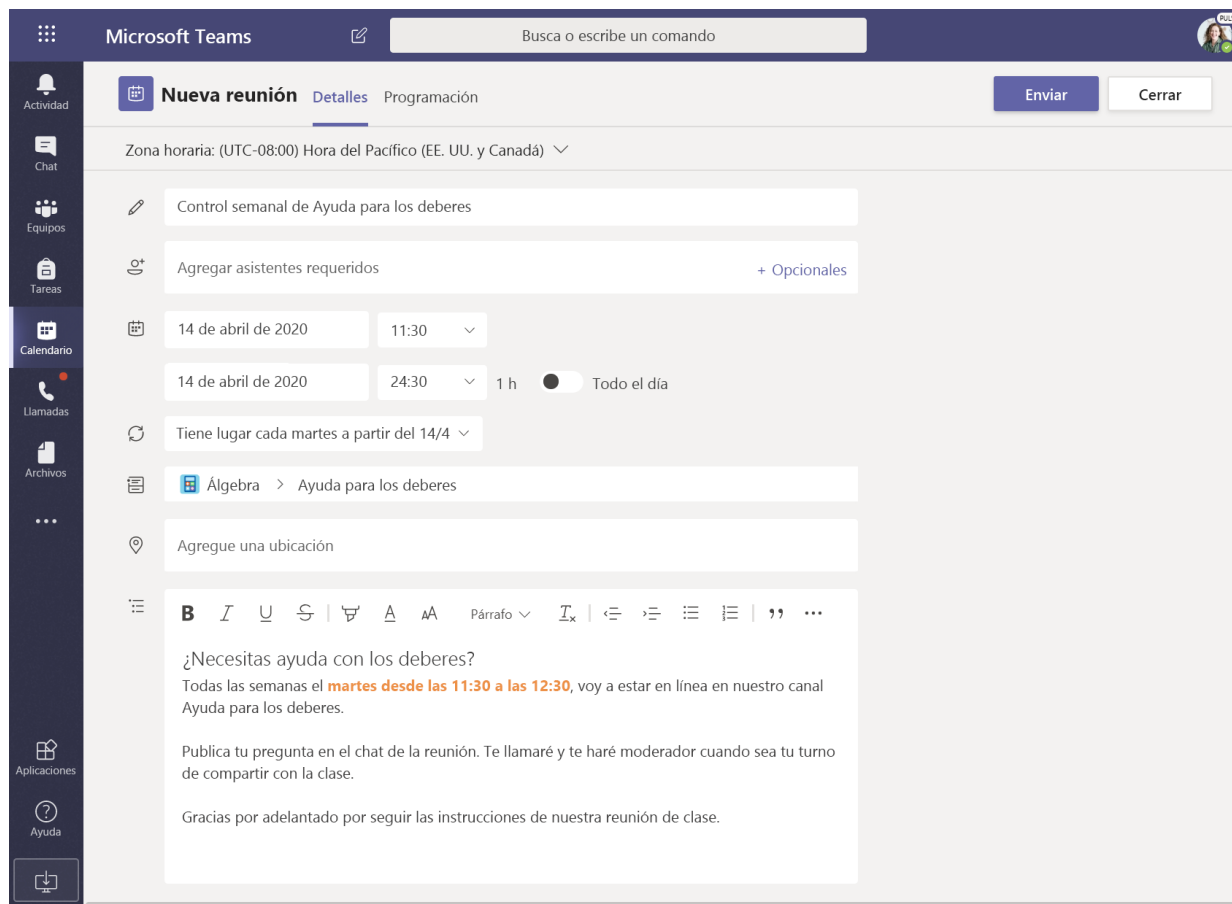 Microsoft Teams
Busca o escribe un comando
PUL
Actividad
Chat
Equipos
Tareas
Calendario
Llamadas
Archivos
Aplicaciones
Ayuda
Nueva reunión Detalles Programación
Enviar Cerrar
Zona horaria: (UTC-08:00) Hora del Pacífico (EE. UU. y Canadá)
Control semanal de Ayuda para los deberes
Agregar asistentes requeridos + Opcionales
14 de abril de 2020 11:30
14 de abril de 2020 24:30 1 h Todo el día
Tiene lugar cada martes a partir del 14/4
Álgebra > Ayuda para los deberes
Agregue una ubicación
B I U S A AA Párrafo Ix
¿Necesitas ayuda con los deberes?
Todas las semanas el martes desde las 11:30 a las 12:30, voy a estar en línea en nuestro canal
Ayuda para los deberes.
Publica tu pregunta en el chat de la reunión. Te llamaré y te haré moderador cuando sea tu turno
de compartir con la clase.
Gracias por adelantado por seguir las instrucciones de nuestra reunión de clase.